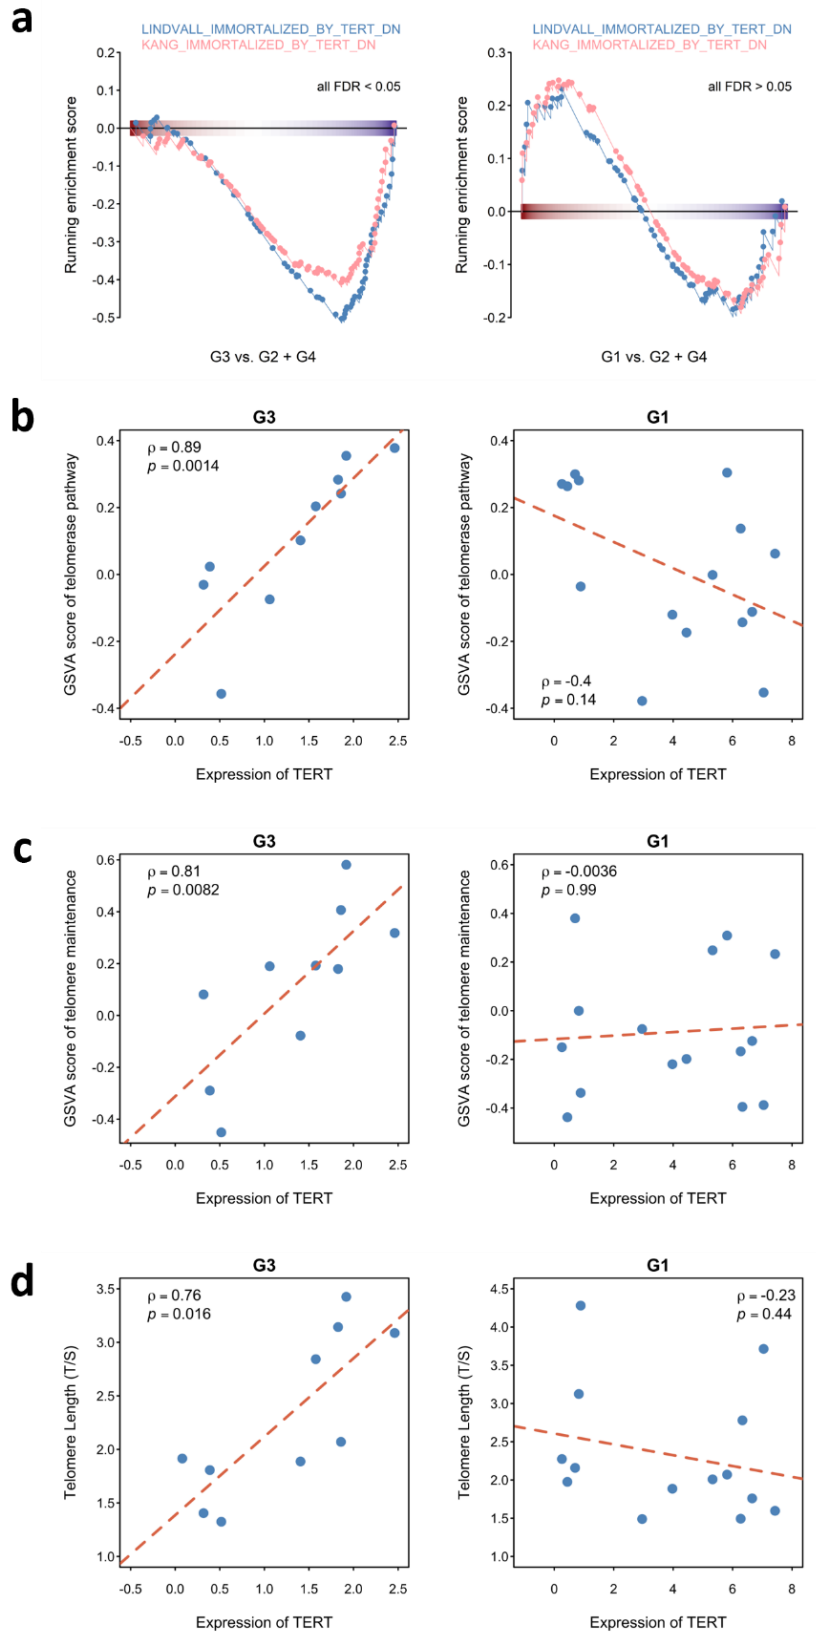 a
LINDVALL_IMMORTALIZED_BY_TERT_DN
KANG_IMMORTALIZED_BY_TERT_DN
all FDR < 0.05
Running enrichment score
0.2
0.1
0.0
-0.1
-0.2
-0.3
-0.4
-0.5
G3 vs. G2 + G4
LINDVALL_IMMORTALIZED_BY_TERT_DN
KANG_IMMORTALIZED_BY_TERT_DN
all FDR > 0.05
Running enrichment score
0.3
0.2
0.1
0.0
-0.1
-0.2
G1 vs. G2 + G4
b
G3
ρ = 0.89
p = 0.0014
GSVA score of telomerase pathway
0.4
0.2
0.0
-0.2
-0.4
-0.5 0.0 0.5 1.0 1.5 2.0 2.5
Expression of TERT
G1
ρ = -0.4
p = 0.14
GSVA score of telomerase pathway
0.4
0.2
0.0
-0.2
-0.4
0 2 4 6 8
Expression of TERT
c
G3
ρ = 0.81
p = 0.0082
GSVA score of telomere maintenance
0.6
0.4
0.2
0.0
-0.2
-0.4
-0.5 0.0 0.5 1.0 1.5 2.0 2.5
Expression of TERT
G1
ρ = -0.0036
p = 0.99
GSVA score of telomere maintenance
0.6
0.4
0.2
0.0
-0.2
-0.4
0 2 4 6 8
Expression of TERT
d
G3
ρ = 0.76
p = 0.016
Telomere Length (T/S)
3.5
3.0
2.5
2.0
1.5
1.0
-0.5 0.0 0.5 1.0 1.5 2.0 2.5
Expression of TERT
G1
ρ = -0.23
p = 0.44
Telomere Length (T/S)
4.5
4.0
3.5
3.0
2.5
2.0
1.5
1.0
0 2 4 6 8
Expression of TERT